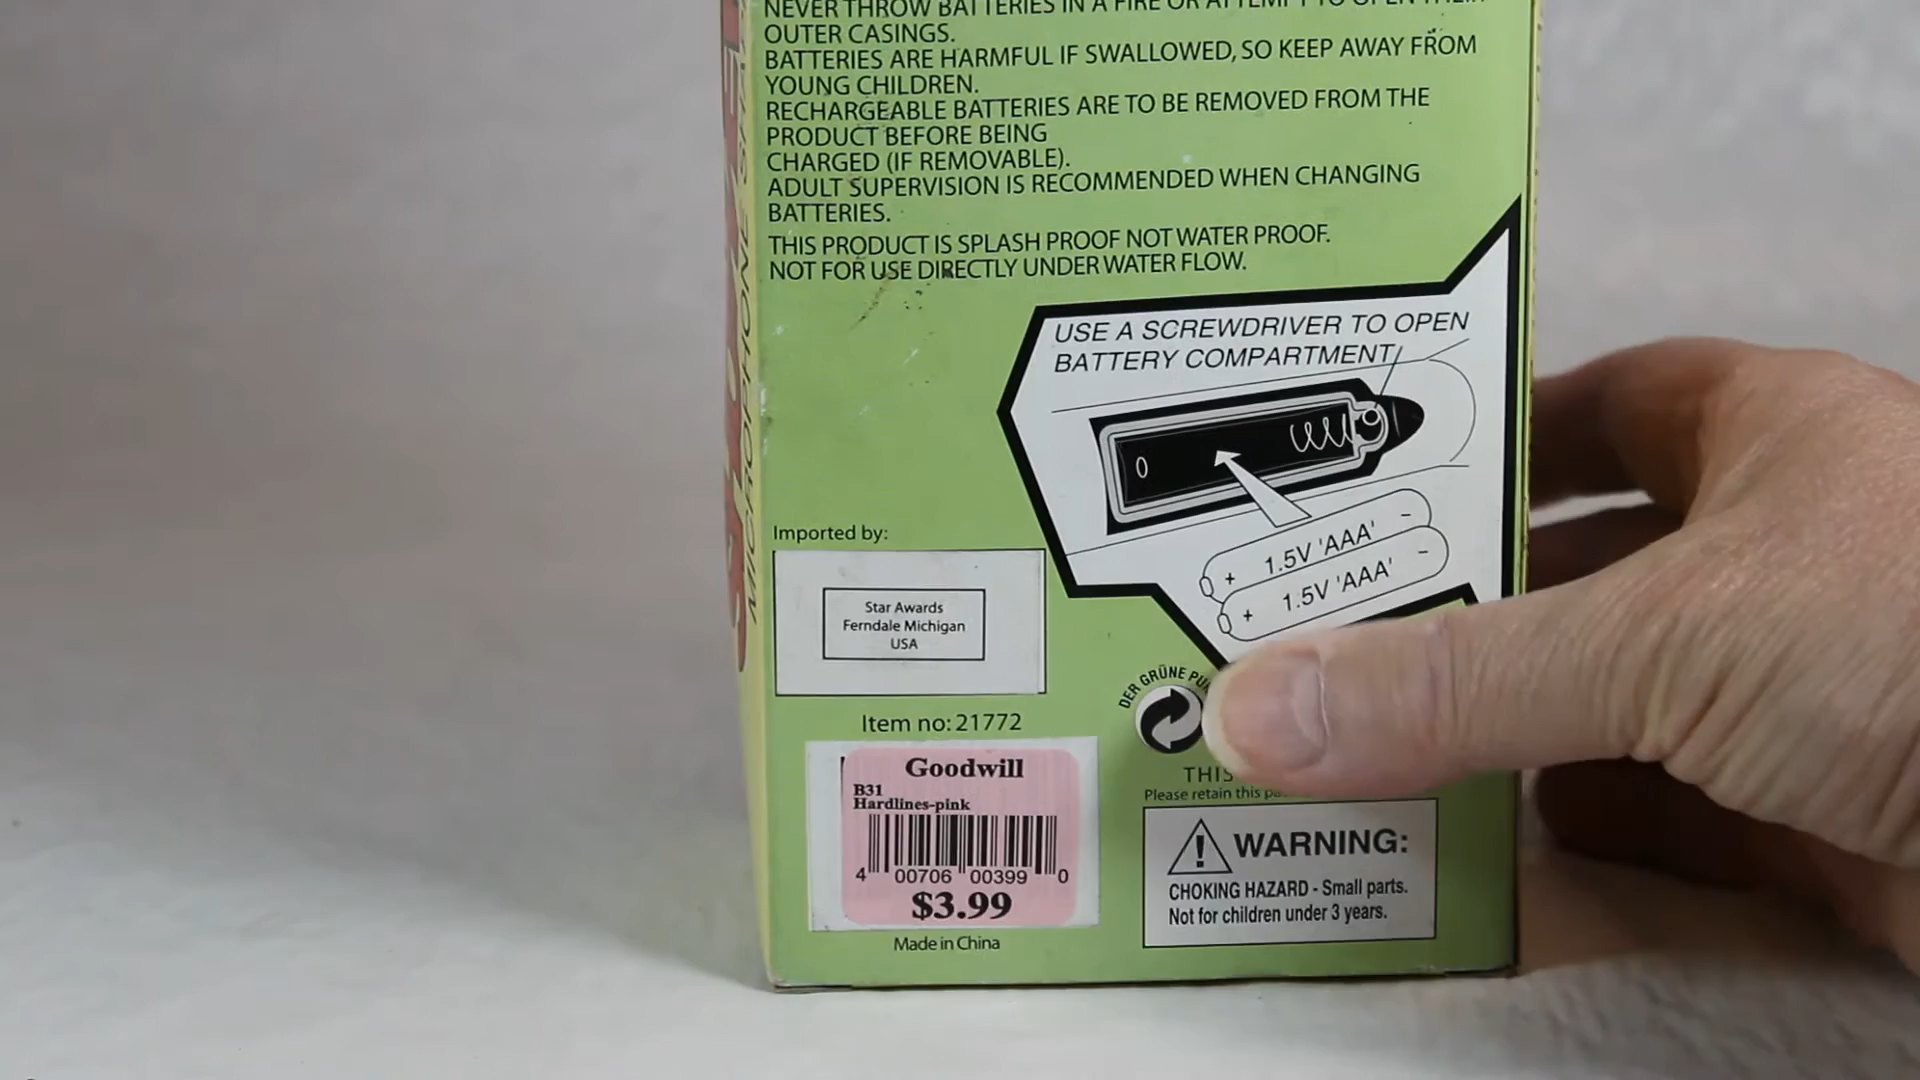 NEVER THROW BATTERIES IN A FIRE OR ATTEMPT TO OPEN THEIR
OUTER CASINGS.
BATTERIES ARE HARMFUL IF SWALLOWED, SO KEEP AWAY FROM
YOUNG CHILDREN.
RECHARGEABLE BATTERIES ARE TO BE REMOVED FROM THE
PRODUCT BEFORE BEING
CHARGED (IF REMOVABLE).
ADULT SUPERVISION IS RECOMMENDED WHEN CHANGING
BATTERIES.
THIS PRODUCT IS SPLASH PROOF NOT WATER PROOF.
NOT FOR USE DIRECTLY UNDER WATER FLOW.
USE A SCREWDRIVER TO OPEN
BATTERY COMPARTMENT
+ 1.5V 'AAA' -
+ 1.5V 'AAA' -
MICROPHONE
Imported by:
Star Awards
Ferndale Michigan
USA
Item no: 21772
DER GRÜNE
THIS
Please retain this
Goodwill
B31
Hardlines-pink
4 00706 00399 0
$3.99
Made in China
WARNING:
CHOKING HAZARD - Small parts.
Not for children under 3 years.